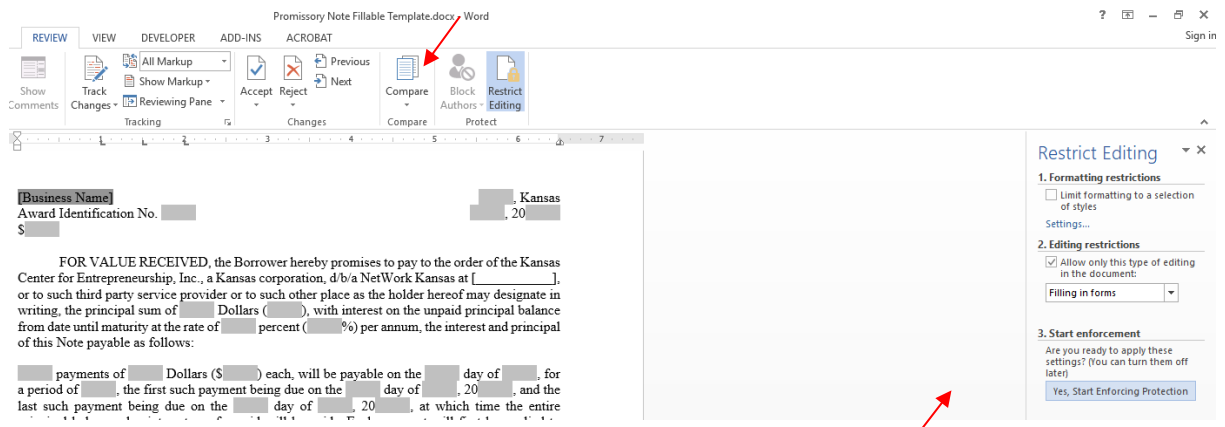 Promissory Note Fillable Template.docx - Word
?
Sign in
REVIEW VIEW DEVELOPER ADD-INS ACROBAT
Show Comments
Track Changes
All Markup
Show Markup
Reviewing Pane
Tracking
Accept
Reject
Previous
Next
Changes
Compare
Compare
Block Authors
Restrict Editing
Protect
1 2 3 4 5 6 7
[Business Name] , Kansas
Award Identification No. , 20
$
FOR VALUE RECEIVED, the Borrower hereby promises to pay to the order of the Kansas
Center for Entrepreneurship, Inc., a Kansas corporation, d/b/a NetWork Kansas at [__________],
or to such third party service provider or to such other place as the holder hereof may designate in
writing, the principal sum of Dollars ( ), with interest on the unpaid principal balance
from date until maturity at the rate of percent ( %) per annum, the interest and principal
of this Note payable as follows:
payments of Dollars ($ ) each, will be payable on the day of , for
a period of , the first such payment being due on the day of , 20 , and the
last such payment being due on the day of , 20 , at which time the entire
Restrict Editing
1. Formatting restrictions
Limit formatting to a selection
of styles
Settings...
2. Editing restrictions
Allow only this type of editing
in the document:
Filling in forms
3. Start enforcement
Are you ready to apply these
settings? (You can turn them off
later)
Yes, Start Enforcing Protection